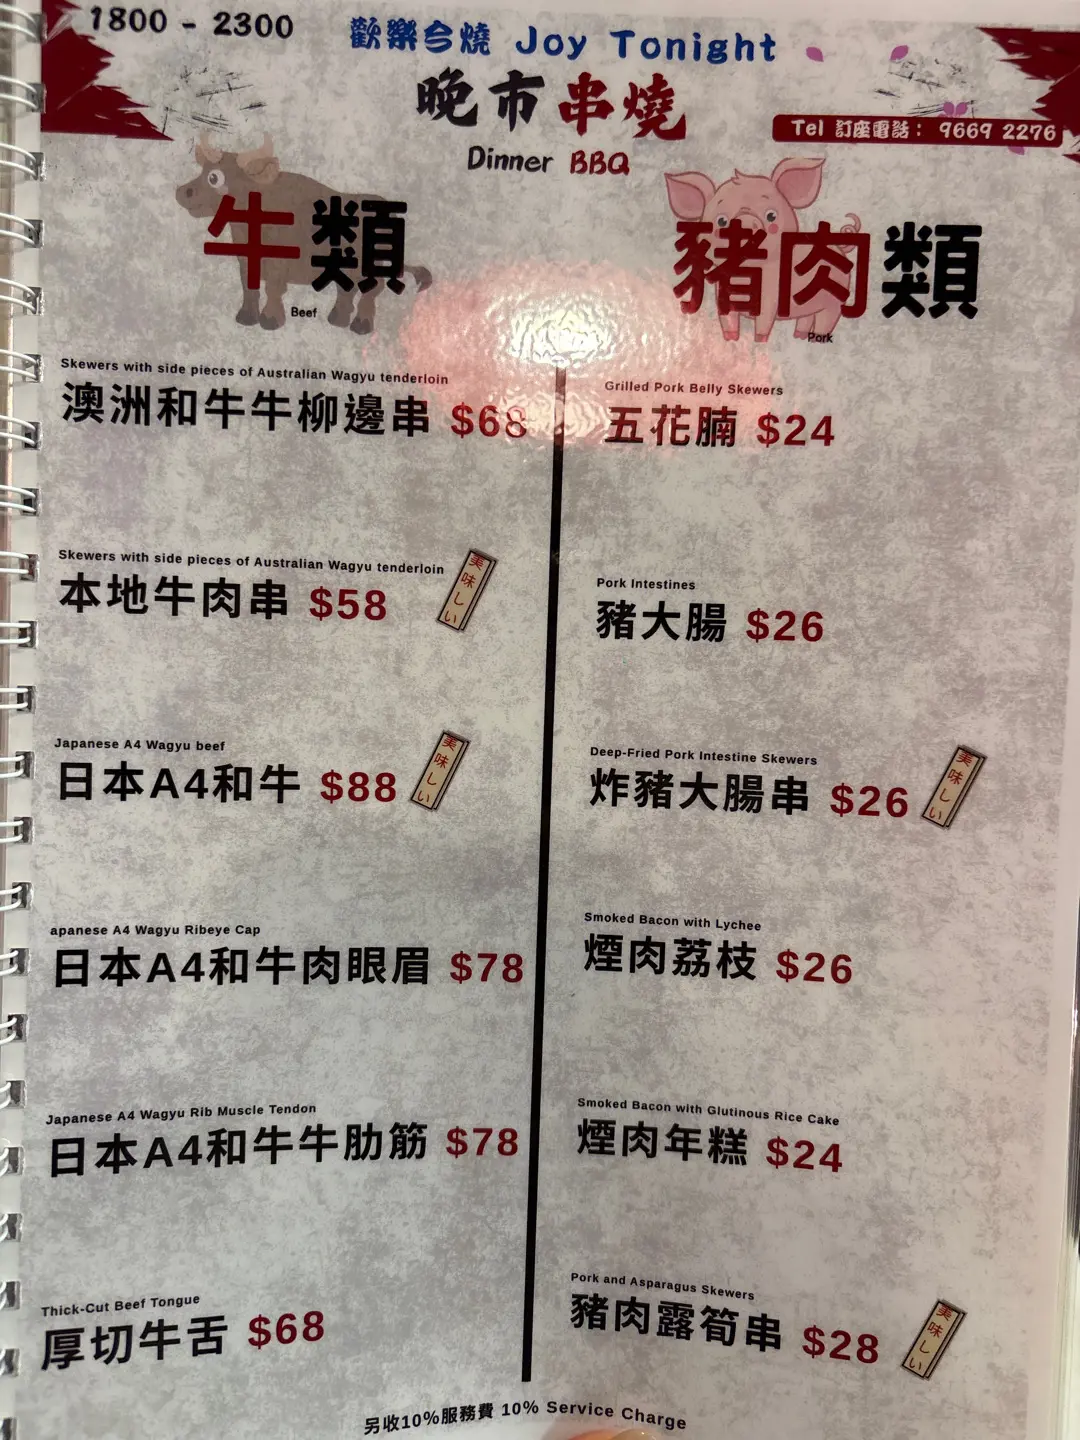 1800 - 2300
歡樂今燒 Joy Tonight
晚市串燒
Dinner BBQ
Tel 訂座電話： 9669 2276
牛類
Beef
Skewers with side pieces of Australian Wagyu tenderloin
澳洲和牛牛柳邊串 $68
Skewers with side pieces of Australian Wagyu tenderloin
本地牛肉串 $58
美味しい
Japanese A4 Wagyu beef
日本A4和牛 $88
美味しい
apanese A4 Wagyu Ribeye Cap
日本A4和牛肉眼眉 $78
Japanese A4 Wagyu Rib Muscle Tendon
日本A4和牛牛肋筋 $78
Thick-Cut Beef Tongue
厚切牛舌 $68
豬肉類
Pork
Grilled Pork Belly Skewers
五花腩 $24
Pork Intestines
豬大腸 $26
Deep-Fried Pork Intestine Skewers
炸豬大腸串 $26
美味しい
Smoked Bacon with Lychee
煙肉荔枝 $26
Smoked Bacon with Glutinous Rice Cake
煙肉年糕 $24
Pork and Asparagus Skewers
豬肉露筍串 $28
美味しい
另收10%服務費 10% Service Charge